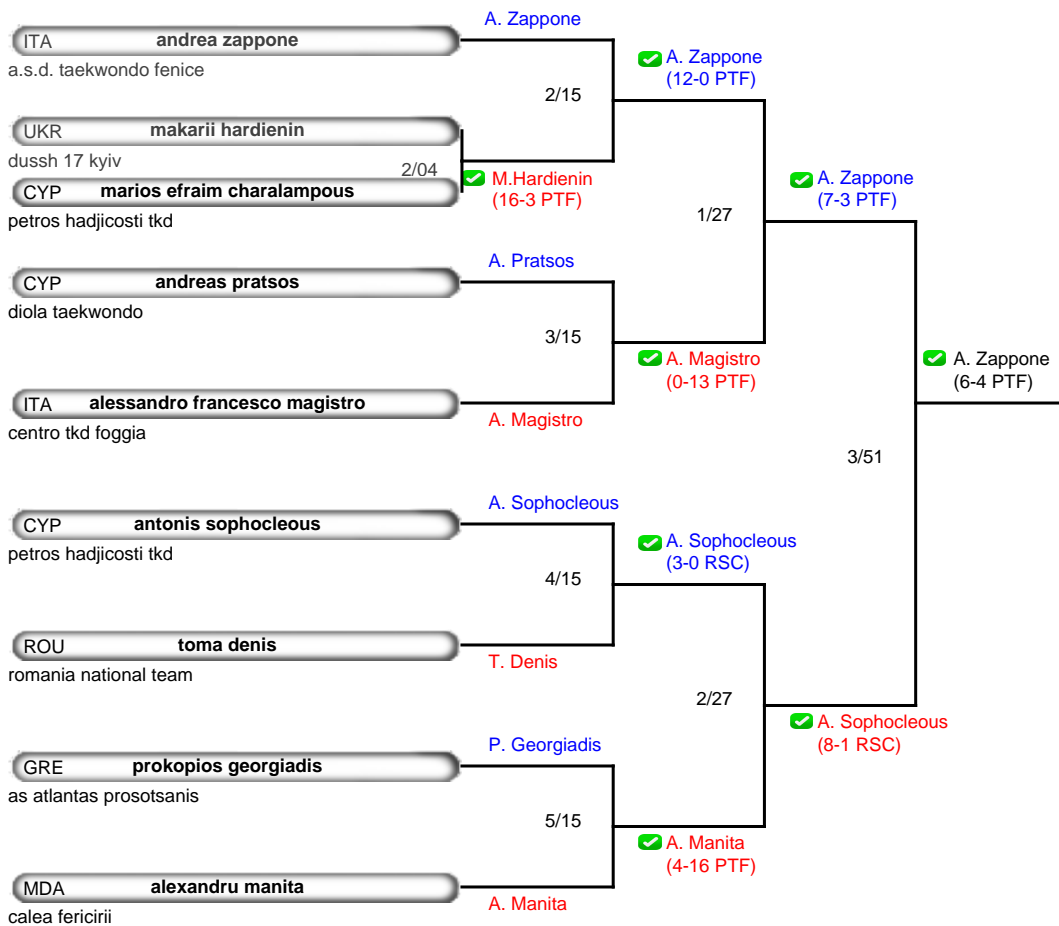 A. Zappone
ITA andrea zappone
a.s.d. taekwondo fenice
A. Zappone
(12-0 PTF)
2/15
UKR makarii hardienin
dussh 17 kyiv
2/04
M.Hardienin
(16-3 PTF)
CYP marios efraim charalampous
petros hadjicosti tkd
A. Zappone
(7-3 PTF)
1/27
A. Pratsos
CYP andreas pratsos
diola taekwondo
3/15
A. Magistro
(0-13 PTF)
A. Zappone
(6-4 PTF)
ITA alessandro francesco magistro
centro tkd foggia
A. Magistro
3/51
A. Sophocleous
CYP antonis sophocleous
petros hadjicosti tkd
A. Sophocleous
(3-0 RSC)
4/15
ROU toma denis
romania national team
T. Denis
2/27
A. Sophocleous
(8-1 RSC)
P. Georgiadis
GRE prokopios georgiadis
as atlantas prosotsanis
5/15
A. Manita
(4-16 PTF)
MDA alexandru manita
calea fericirii
A. Manita